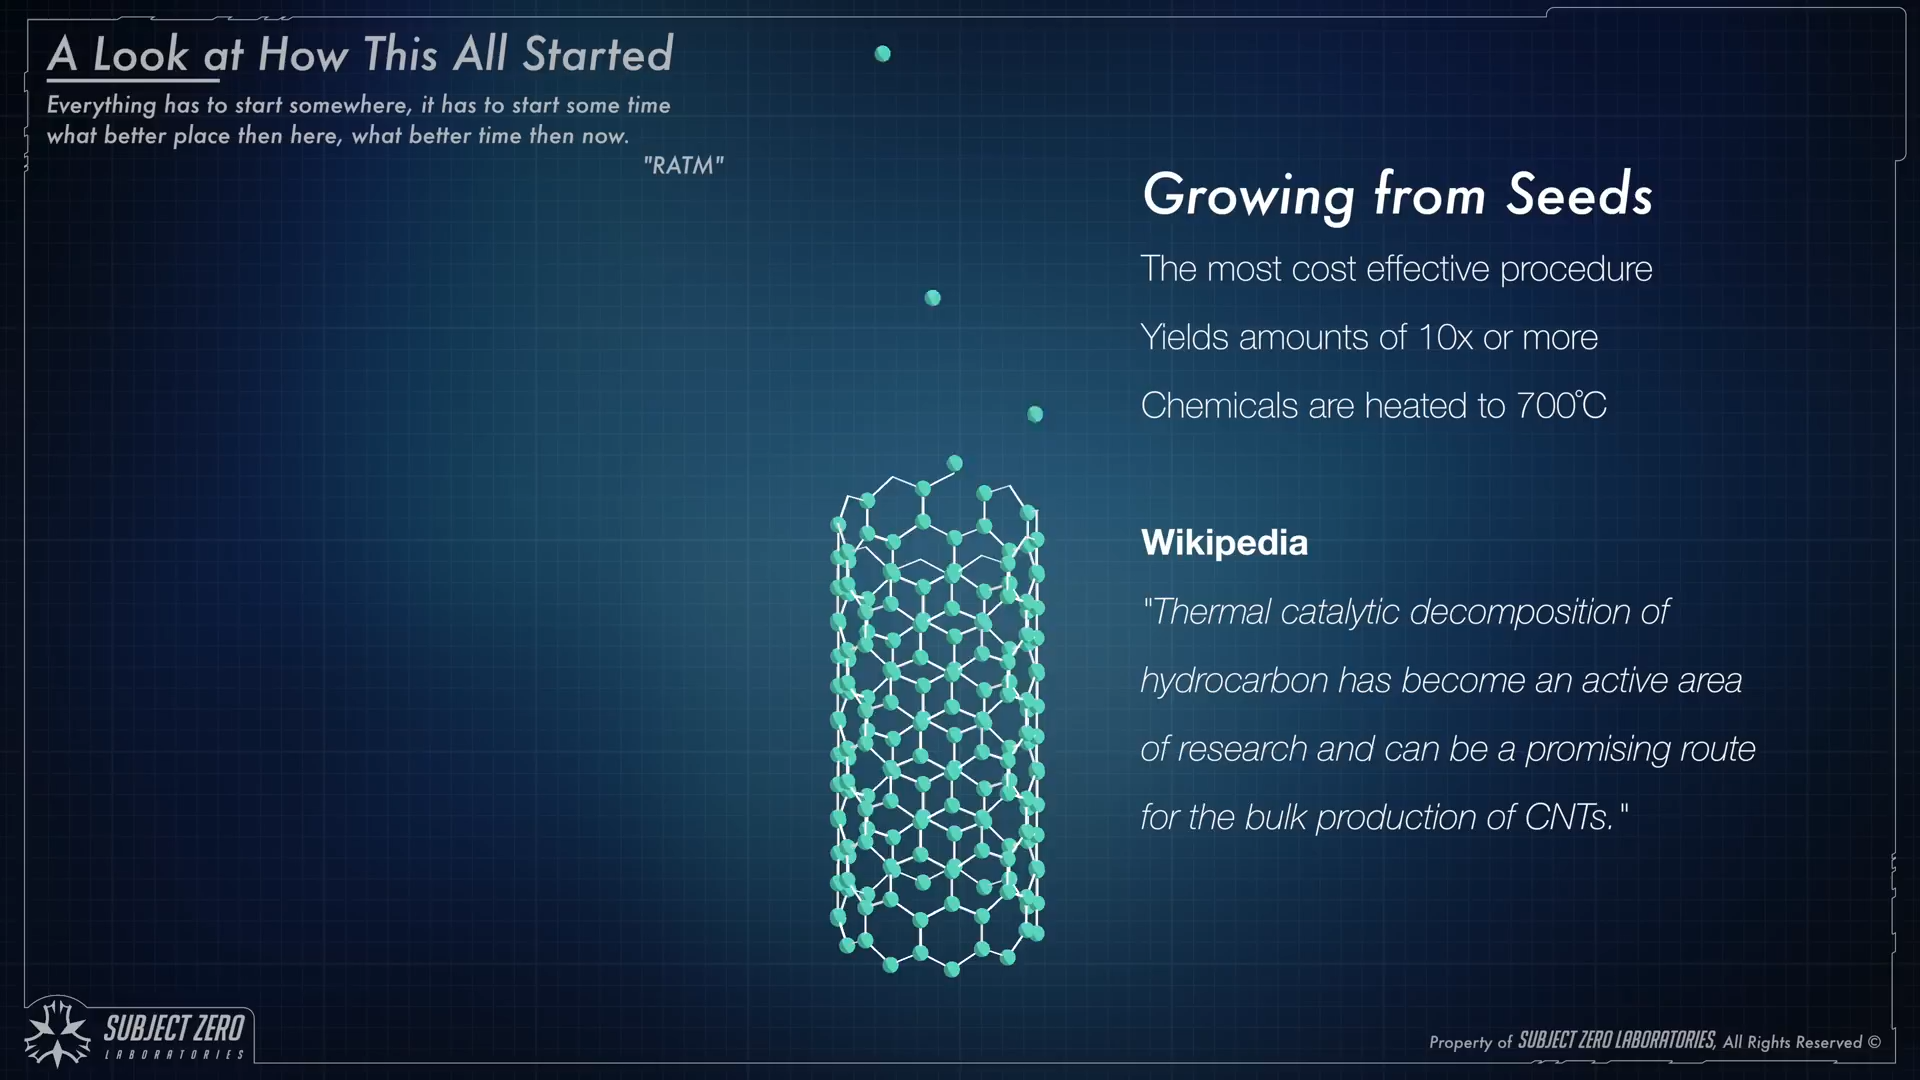 A Look at How This All Started
Everything has to start somewhere, it has to start some time
what better place then here, what better time then now.
"RATM"
Growing from Seeds
The most cost effective procedure
Yields amounts of 10x or more
Chemicals are heated to 700°C
Wikipedia
"Thermal catalytic decomposition of
hydrocarbon has become an active area
of research and can be a promising route
for the bulk production of CNTs."
SUBJECT ZERO
LABORATORIES
Property of SUBJECT ZERO LABORATORIES, All Rights Reserved ©